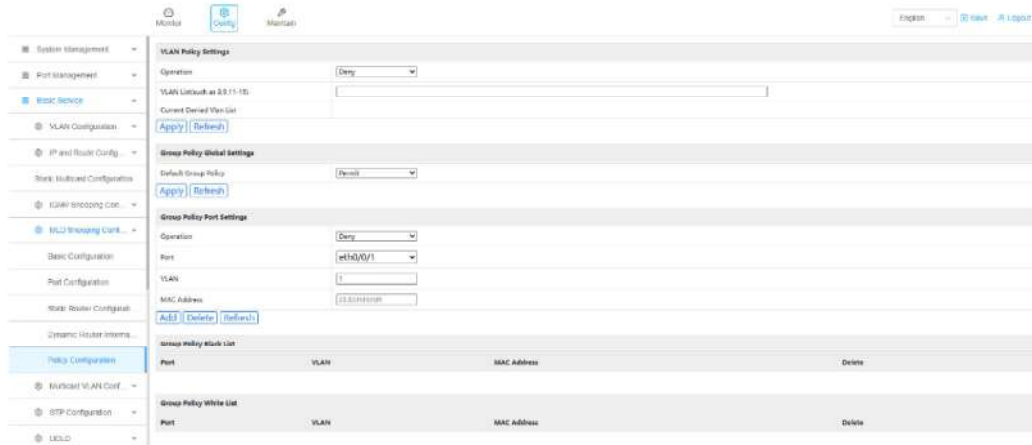 Monitor
Config
Maintain
English
Save
Logout
System Management
Port Management
Basic Service
VLAN Configuration
IP and Route Config...
Static Multicast Configuration
IGMP Snooping Con...
MLD Snooping Confi...
Basic Configuration
Port Configuration
Static Router Configurati
Dynamic Router Informa...
Policy Configuration
Multicast VLAN Conf...
STP Configuration
UDLD
VLAN Policy Settings
Operation Deny
VLAN List(such as 3,9,11-15)
Current Denied Vlan List
Apply Refresh
Group Policy Global Settings
Default Group Policy Permit
Apply Refresh
Group Policy Port Settings
Operation Deny
Port eth0/0/1
VLAN 1
MAC Address
Add Delete Refresh
Group Policy Black List
Port VLAN MAC Address Delete
Group Policy White List
Port VLAN MAC Address Delete